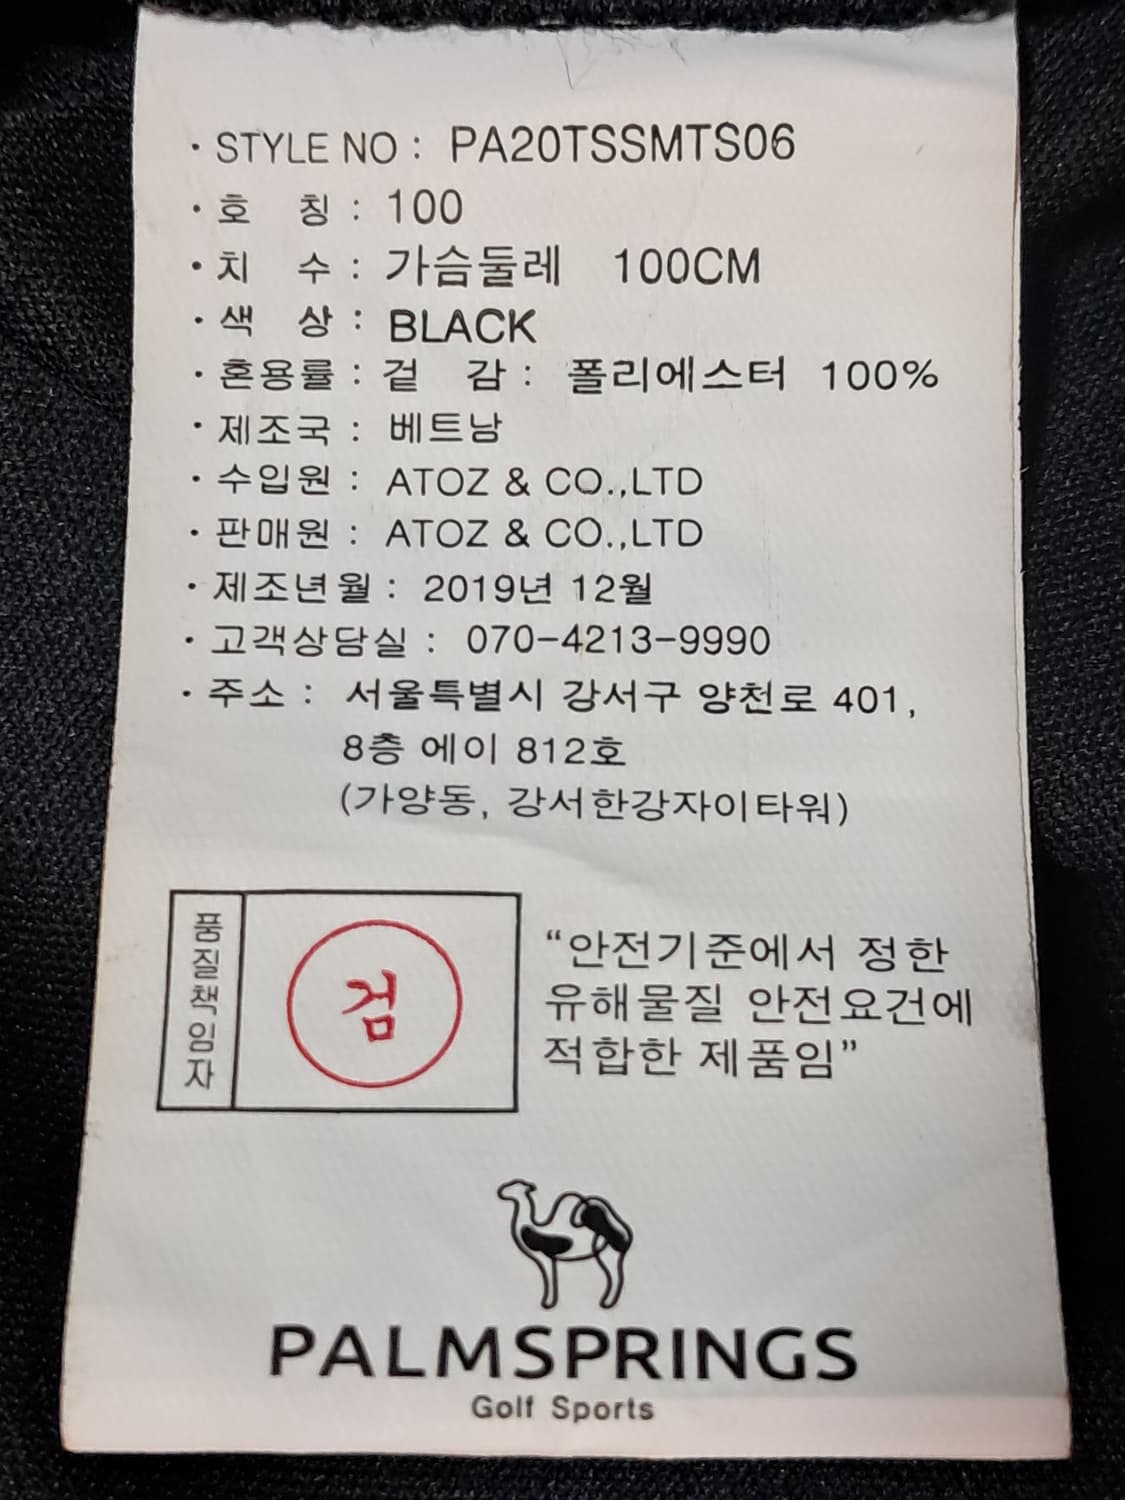 · STYLE NO : PA20TSSMTS06
· 호 칭 : 100
· 치 수 : 가슴둘레 100CM
· 색 상 : BLACK
· 혼용률 : 겉 감 : 폴리에스터 100%
· 제조국 : 베트남
· 수입원 : ATOZ & CO.,LTD
· 판매원 : ATOZ & CO.,LTD
· 제조년월 : 2019년 12월
· 고객상담실 : 070-4213-9990
· 주소 : 서울특별시 강서구 양천로 401,
8층 에이 812호
(가양동, 강서한강자이타워)
품질책임자
검
“안전기준에서 정한
유해물질 안전요건에
적합한 제품임”
PALMSPRINGS
Golf Sports